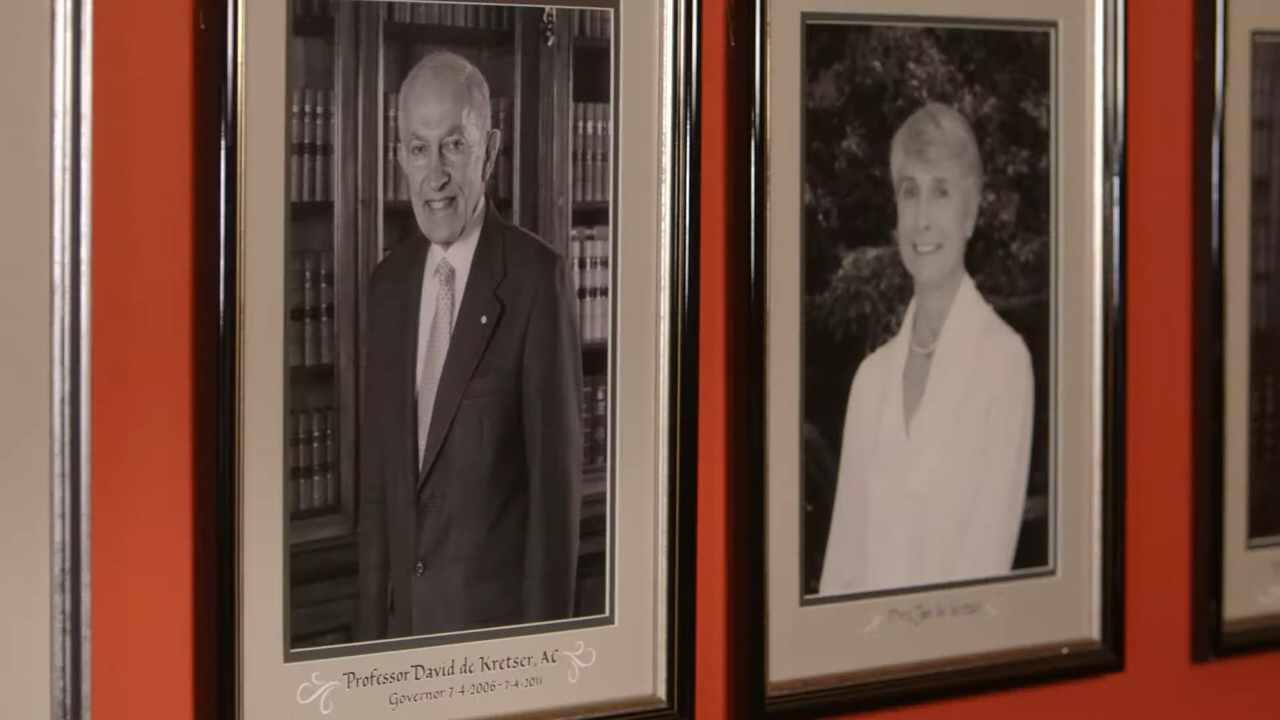 Professor David de Kretser, AC
Governor 7-4-2006-7-4-2011